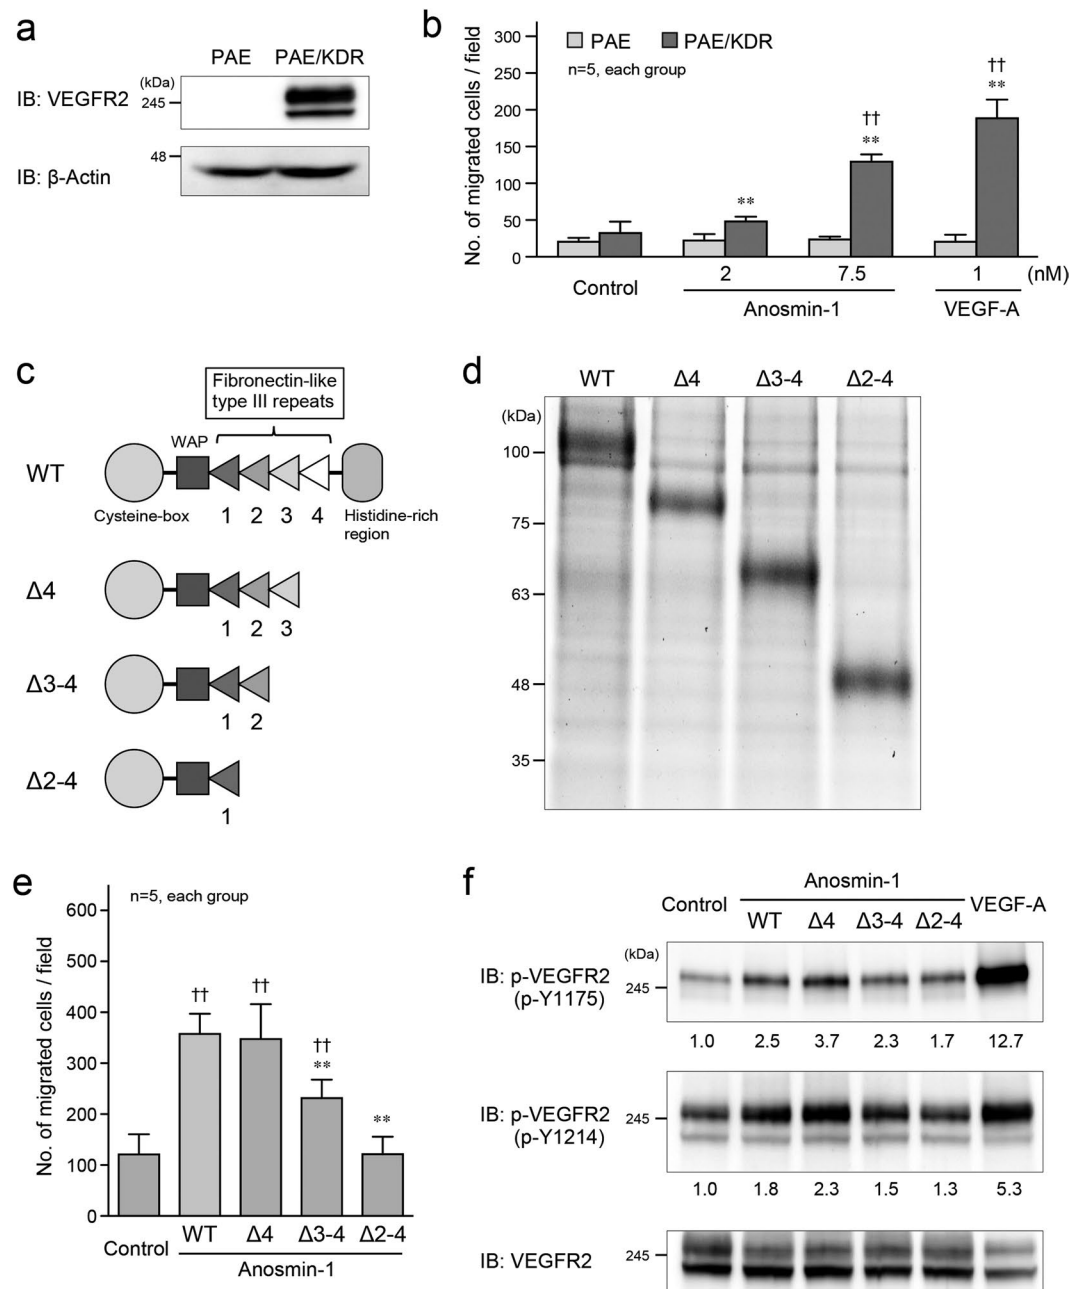 a
PAE PAE/KDR
(kDa)
IB: VEGFR2 245
48
IB: β-Actin
b
No. of migrated cells / field
PAE PAE/KDR
n=5, each group
300
250
200
150
100
50
0
**
††
**
††
**
Control 2 7.5 1 (nM)
Anosmin-1 VEGF-A
c
Fibronectin-like
type III repeats
WAP
WT
Cysteine-box 1 2 3 4 Histidine-rich
region
Δ4
1 2 3
Δ3-4
1 2
Δ2-4
1
d
WT Δ4 Δ3-4 Δ2-4
(kDa)
100
75
63
48
35
e
No. of migrated cells / field
n=5, each group
600
500
400
300
200
100
0
††
††
††
**
**
Control WT Δ4 Δ3-4 Δ2-4
Anosmin-1
f
Anosmin-1
Control WT Δ4 Δ3-4 Δ2-4 VEGF-A
(kDa)
IB: p-VEGFR2 245
(p-Y1175)
1.0 2.5 3.7 2.3 1.7 12.7
IB: p-VEGFR2 245
(p-Y1214)
1.0 1.8 2.3 1.5 1.3 5.3
IB: VEGFR2 245